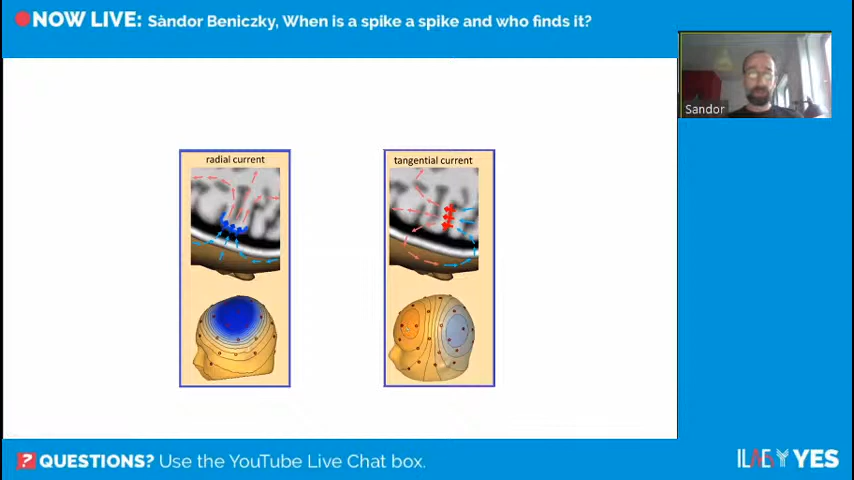 NOW LIVE: Sàndor Beniczky, When is a spike a spike and who finds it?
Sandor
radial current
tangential current
? QUESTIONS? Use the YouTube Live Chat box.
ILAE YES